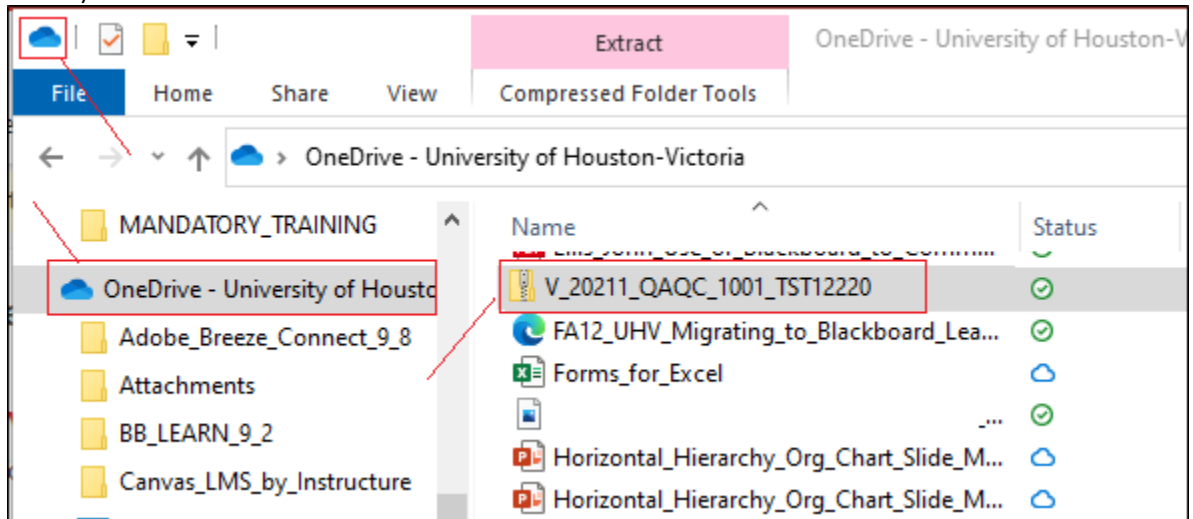 Extract
OneDrive - University of Houston-V
File Home Share View Compressed Folder Tools
OneDrive - University of Houston-Victoria
MANDATORY_TRAINING
OneDrive - University of Housto
Adobe_Breeze_Connect_9_8
Attachments
BB_LEARN_9_2
Canvas_LMS_by_Instructure
Name Status
Ellis_John_Use_of_Blackboard_to_Comm...
V_20211_QAQC_1001_TST12220
FA12_UHV_Migrating_to_Blackboard_Lea...
Forms_for_Excel
_...
Horizontal_Hierarchy_Org_Chart_Slide_M...
Horizontal_Hierarchy_Org_Chart_Slide_M...